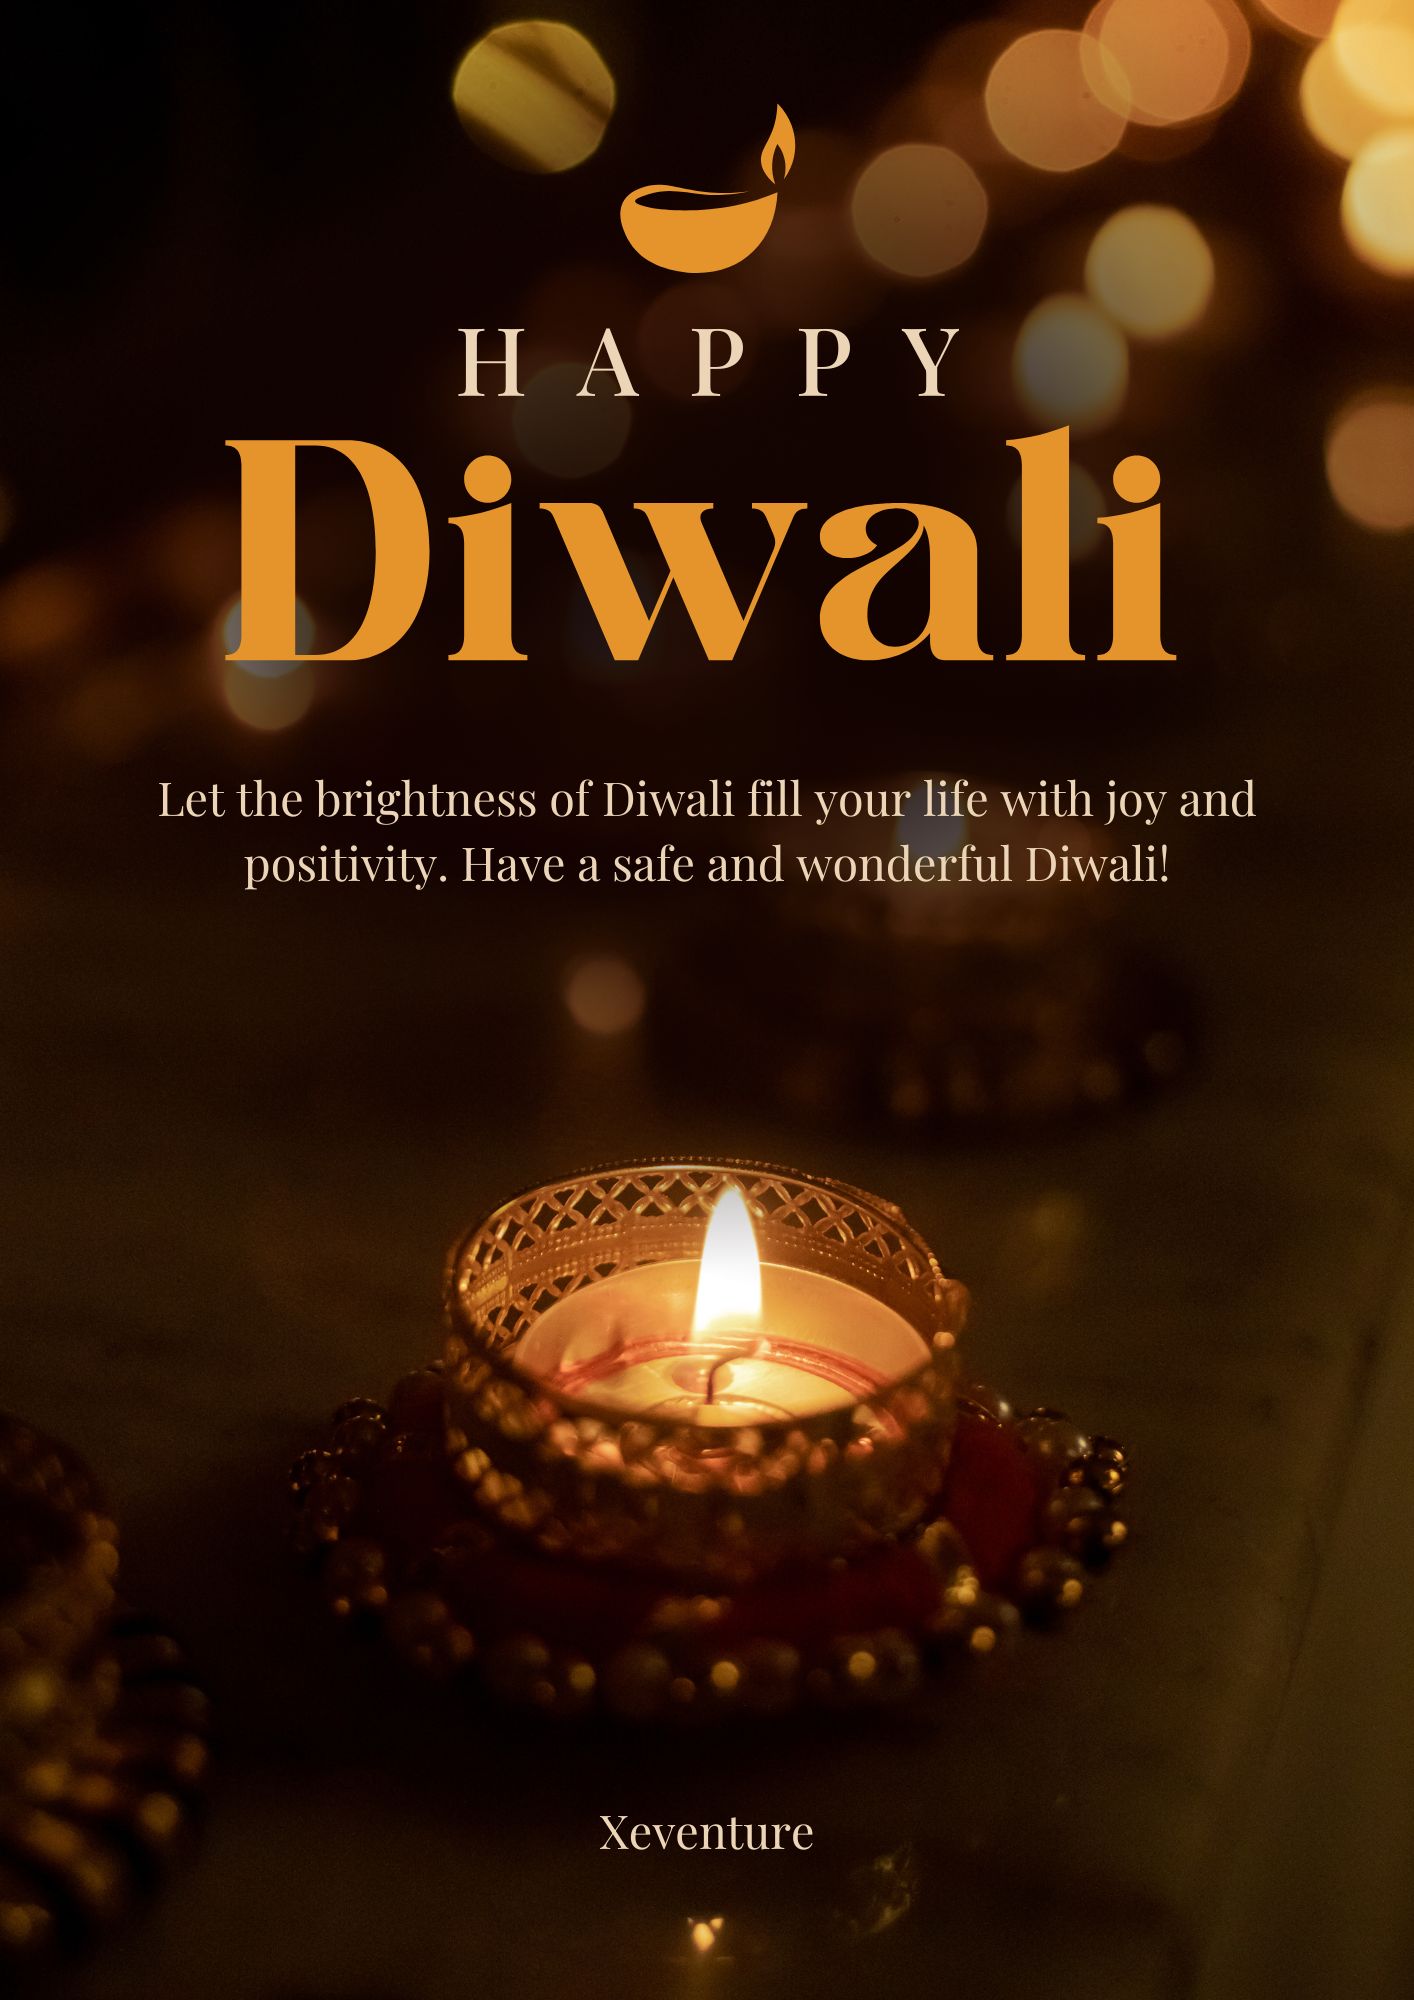 HAPPY
Diwali
Let the brightness of Diwali fill your life with joy and
positivity. Have a safe and wonderful Diwali!
Xeventure